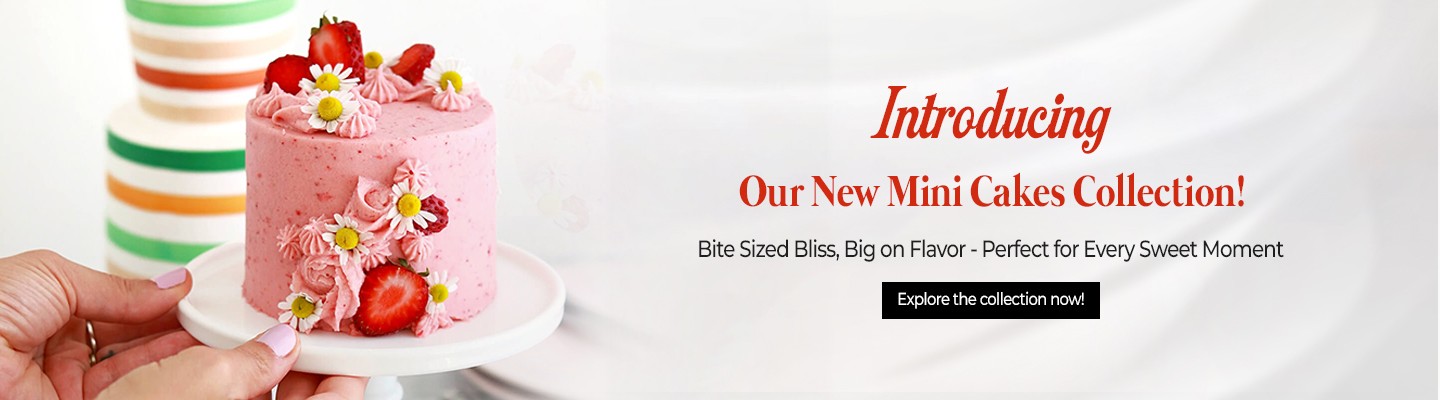 Introducing
Our New Mini Cakes Collection!
Bite Sized Bliss, Big on Flavor - Perfect for Every Sweet Moment
Explore the collection now!